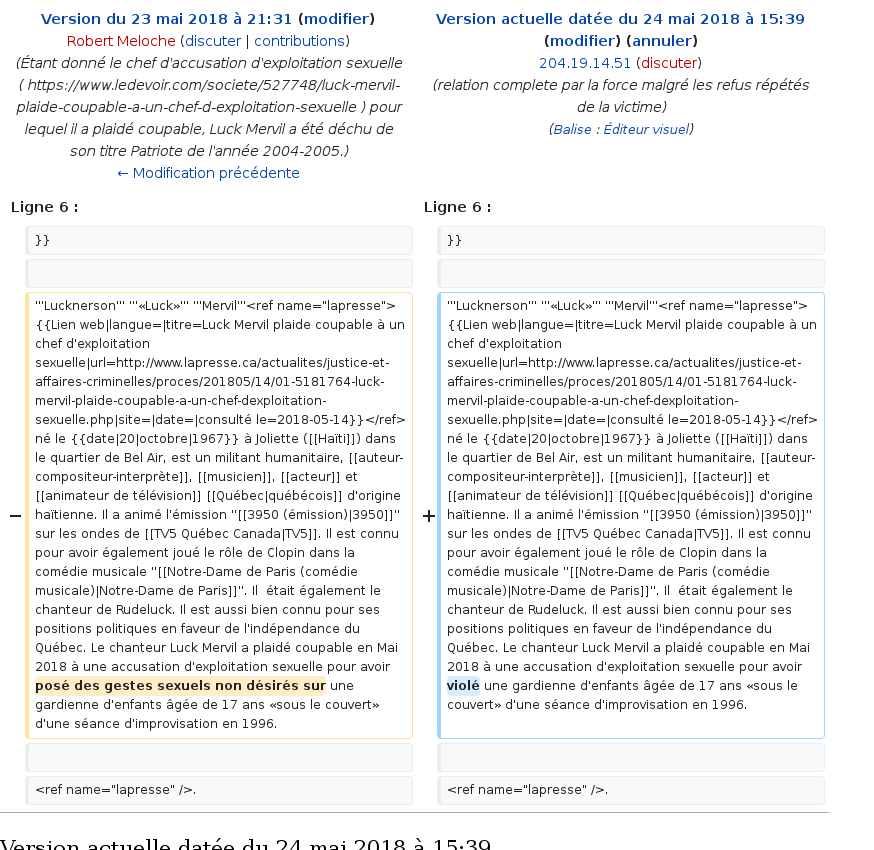 Version du 23 mai 2018 à 21:31 (modifier)
Robert Meloche (discuter | contributions)
(Étant donné le chef d'accusation d'exploitation sexuelle
( https://www.ledevoir.com/societe/527748/luck-mervil-
plaide-coupable-a-un-chef-d-exploitation-sexuelle ) pour
lequel il a plaidé coupable, Luck Mervil a été déchu de
son titre Patriote de l'année 2004-2005.)
← Modification précédente
Version actuelle datée du 24 mai 2018 à 15:39
(modifier) (annuler)
204.19.14.51 (discuter)
(relation complete par la force malgré les refus répétés
de la victime)
(Balise : Éditeur visuel)
Ligne 6 :
}}
'''Lucknerson''' '''«Luck»''' '''Mervil'''<ref name="lapresse">
{{Lien web|langue=|titre=Luck Mervil plaide coupable à un
chef d'exploitation
sexuelle|url=http://www.lapresse.ca/actualites/justice-et-
affaires-criminelles/proces/201805/14/01-5181764-luck-
mervil-plaide-coupable-a-un-chef-dexploitation-
sexuelle.php|site=|date=|consulté le=2018-05-14}}</ref>
né le {{date|20|octobre|1967}} à Joliette ([[Haïti]]) dans
le quartier de Bel Air, est un militant humanitaire, [[auteur-
compositeur-interprète]], [[musicien]], [[acteur]] et
[[animateur de télévision]] [[Québec|québécois]] d'origine
haïtienne. Il a animé l'émission ''[[3950 (émission)|3950]]''
− sur les ondes de [[TV5 Québec Canada|TV5]]. Il est connu
pour avoir également joué le rôle de Clopin dans la
comédie musicale ''[[Notre-Dame de Paris (comédie
musicale)|Notre-Dame de Paris]]''. Il  était également le
chanteur de Rudeluck. Il est aussi bien connu pour ses
positions politiques en faveur de l'indépendance du
Québec. Le chanteur Luck Mervil a plaidé coupable en Mai
2018 à une accusation d'exploitation sexuelle pour avoir
posé des gestes sexuels non désirés sur une
gardienne d'enfants âgée de 17 ans «sous le couvert»
d'une séance d'improvisation en 1996.
<ref name="lapresse" />.
Ligne 6 :
}}
'''Lucknerson''' '''«Luck»''' '''Mervil'''<ref name="lapresse">
{{Lien web|langue=|titre=Luck Mervil plaide coupable à un
chef d'exploitation
sexuelle|url=http://www.lapresse.ca/actualites/justice-et-
affaires-criminelles/proces/201805/14/01-5181764-luck-
mervil-plaide-coupable-a-un-chef-dexploitation-
sexuelle.php|site=|date=|consulté le=2018-05-14}}</ref>
né le {{date|20|octobre|1967}} à Joliette ([[Haïti]]) dans
le quartier de Bel Air, est un militant humanitaire, [[auteur-
compositeur-interprète]], [[musicien]], [[acteur]] et
[[animateur de télévision]] [[Québec|québécois]] d'origine
haïtienne. Il a animé l'émission ''[[3950 (émission)|3950]]''
+ sur les ondes de [[TV5 Québec Canada|TV5]]. Il est connu
pour avoir également joué le rôle de Clopin dans la
comédie musicale ''[[Notre-Dame de Paris (comédie
musicale)|Notre-Dame de Paris]]''. Il  était également le
chanteur de Rudeluck. Il est aussi bien connu pour ses
positions politiques en faveur de l'indépendance du
Québec. Le chanteur Luck Mervil a plaidé coupable en Mai
2018 à une accusation d'exploitation sexuelle pour avoir
violé une gardienne d'enfants âgée de 17 ans «sous le
couvert» d'une séance d'improvisation en 1996.
<ref name="lapresse" />.
Version actuelle datée du 24 mai 2018 à 15:39